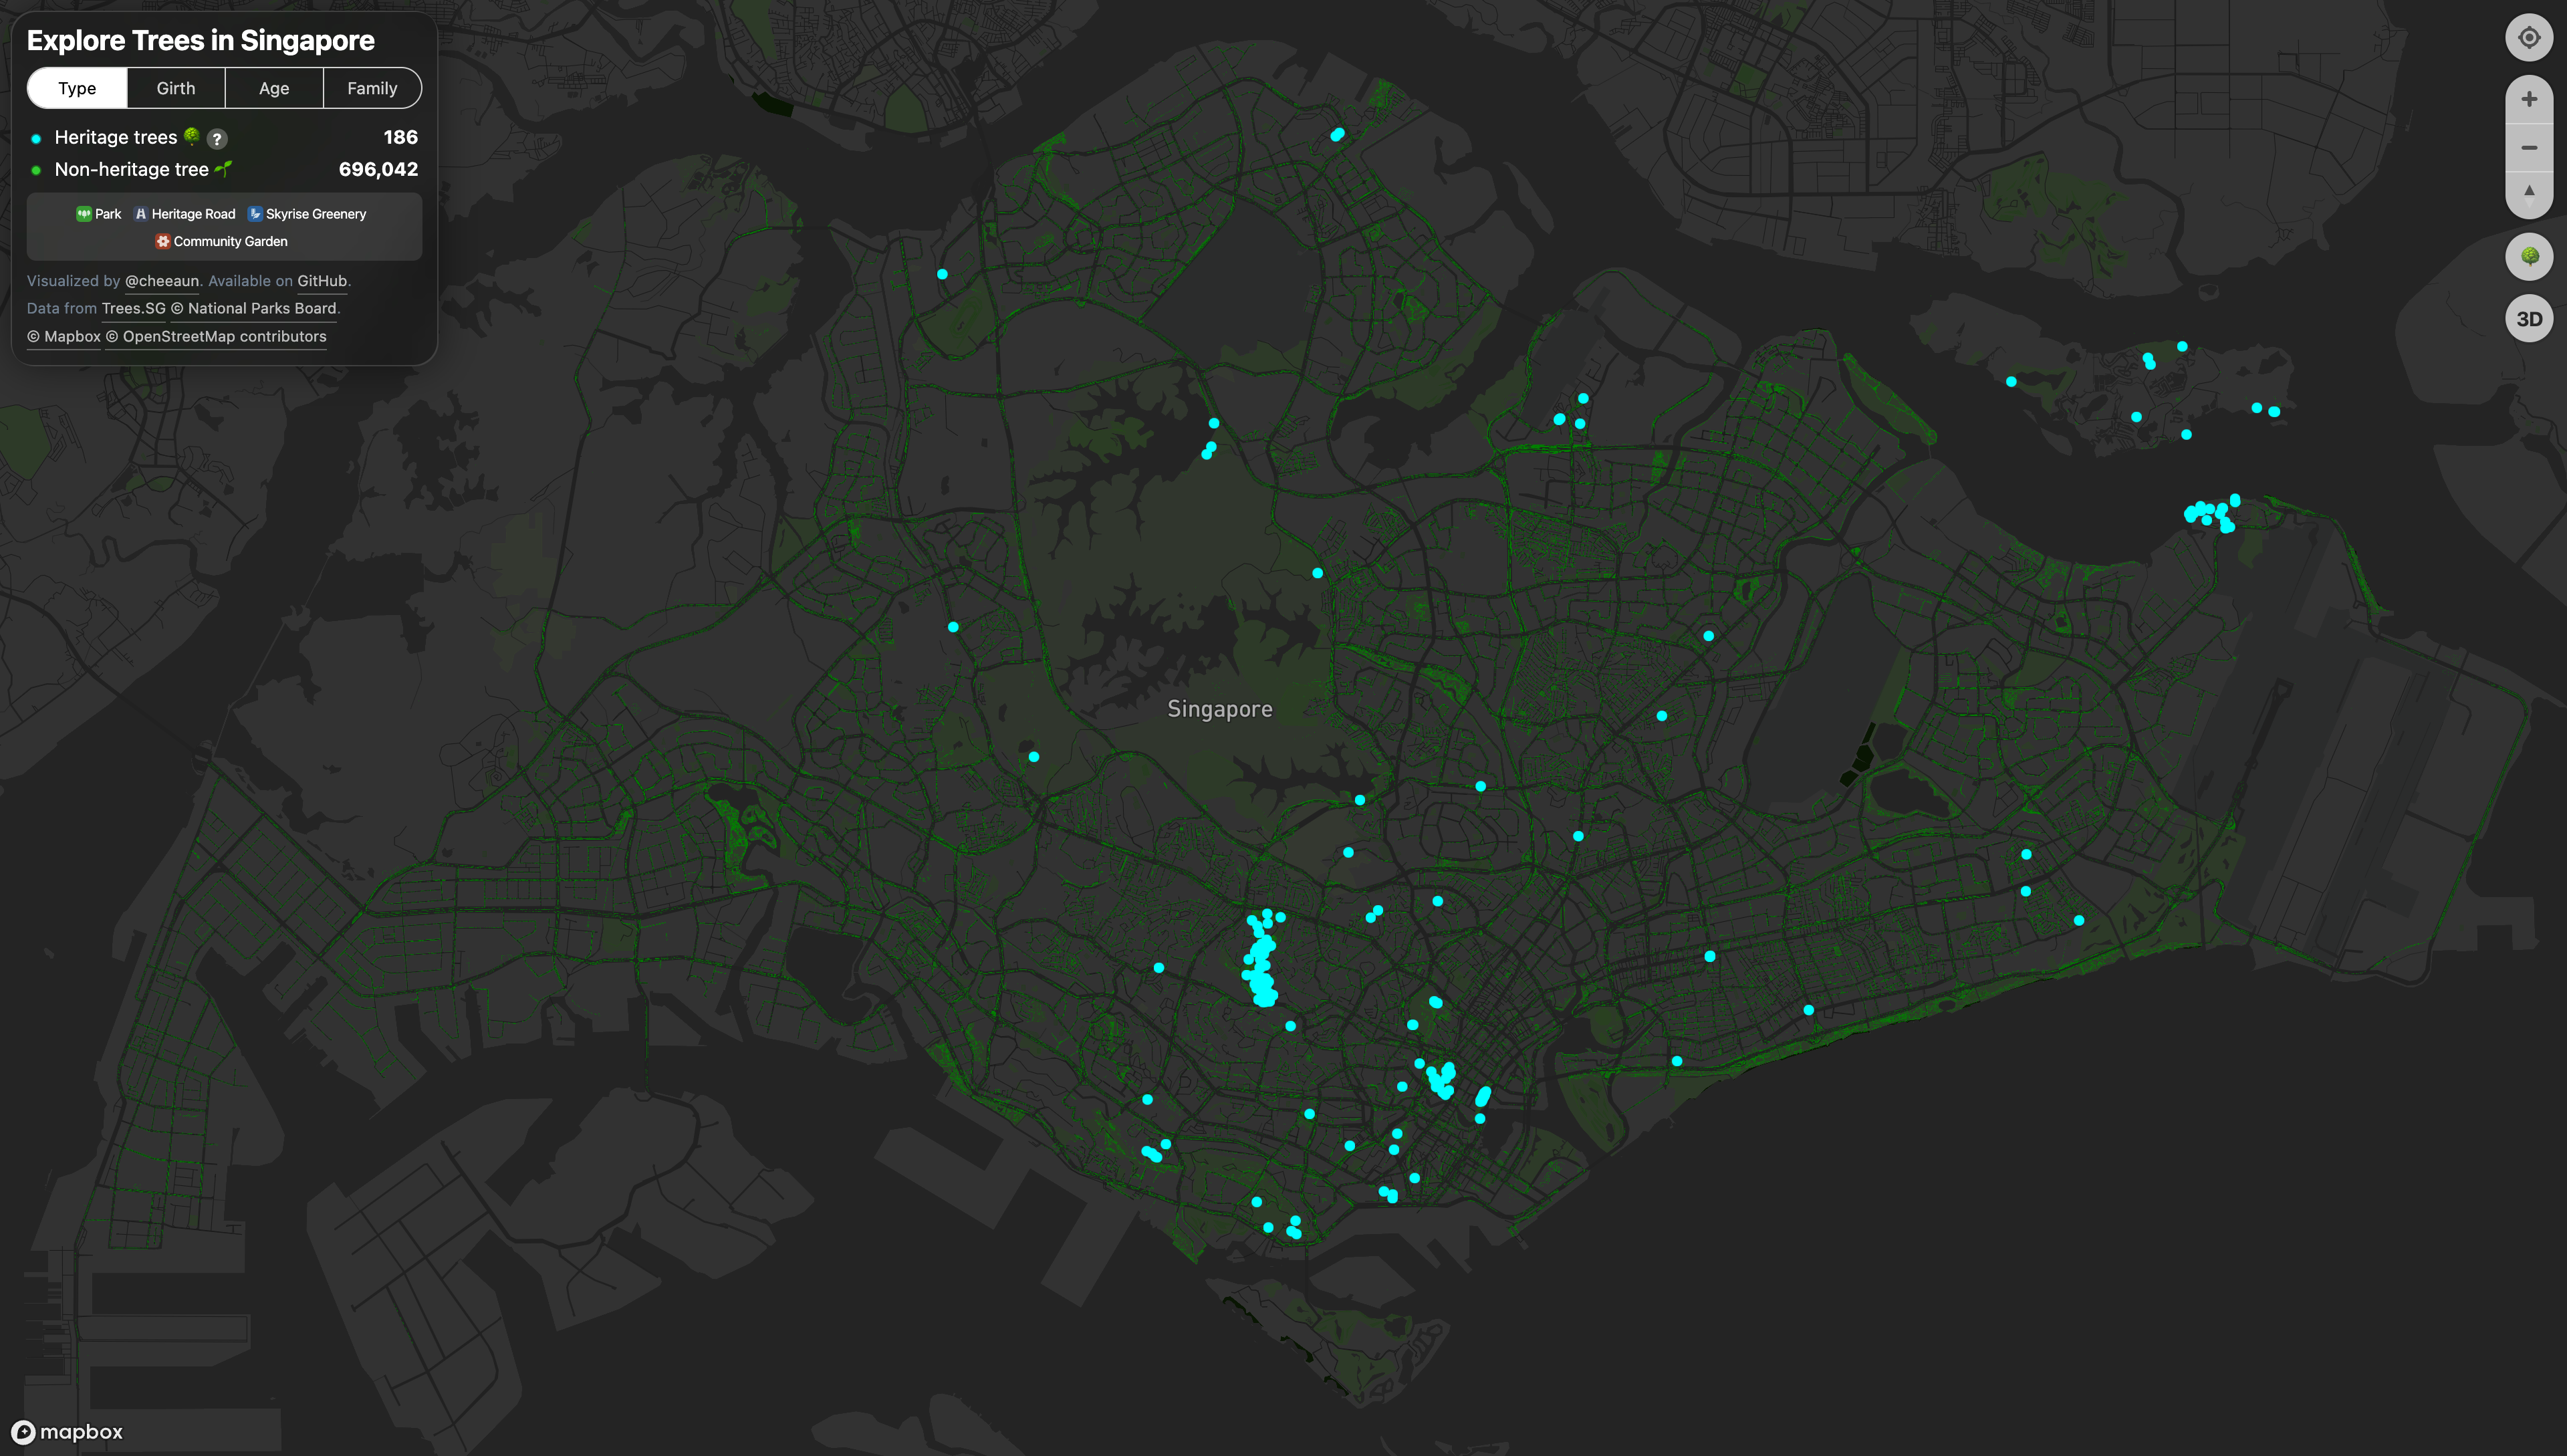 Explore Trees in Singapore
Type Girth Age Family
Heritage trees ? 186
Non-heritage tree 696,042
Park Heritage Road Skyrise Greenery
Community Garden
Visualized by @cheeaun. Available on GitHub.
Data from Trees.SG © National Parks Board.
© Mapbox © OpenStreetMap contributors
3D
Singapore
mapbox